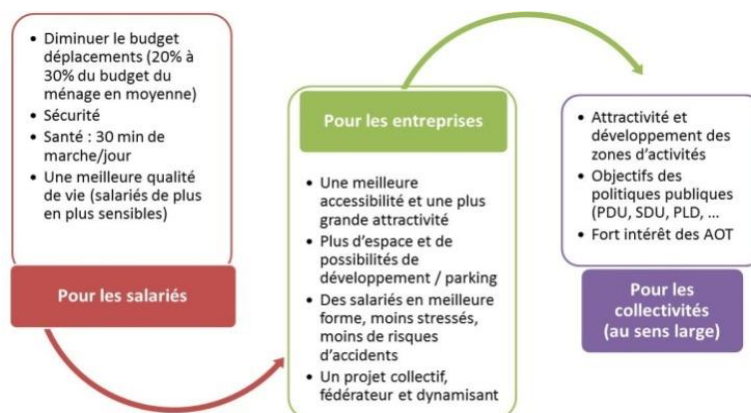 • Diminuer le budget
déplacements (20% à
30% du budget du
ménage en moyenne)
• Sécurité
• Santé : 30 min de
marche/jour
• Une meilleure qualité
de vie (salariés de plus
en plus sensibles)
Pour les salariés
Pour les entreprises
• Une meilleure
accessibilité et une plus
grande attractivité
• Plus d'espace et de
possibilités de
développement / parking
• Des salariés en meilleure
forme, moins stressés,
moins de risques
d'accidents
• Un projet collectif,
fédérateur et dynamisant
• Attractivité et
développement des
zones d'activités
• Objectifs des
politiques publiques
(PDU, SDU, PLD, ...
• Fort intérêt des AOT
Pour les
collectivités
(au sens large)